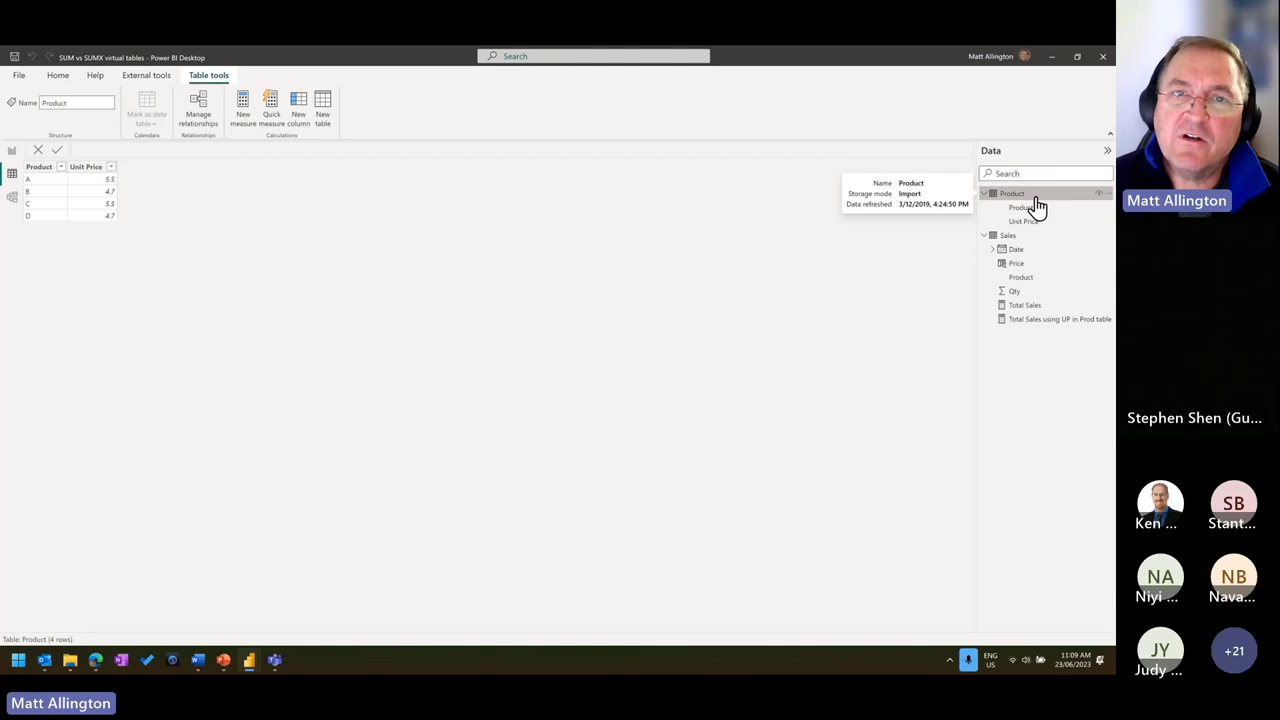 SUM vs SUMX virtual tables - Power BI Desktop
Search
Matt Allington
File Home Help External tools Table tools
Name Product
Mark as date table
Manage relationships
New measure
Quick measure
New column
New table
Structure Calendars Relationships Calculations
Product Unit Price
A 5.5
B 4.7
C 5.5
D 4.7
Name Product
Storage mode Import
Data refreshed 3/12/2019, 4:24:50 PM
Data
Search
Product
Unit Price
Sales
Date
Price
Product
Qty
Total Sales
Total Sales using UP in Prod table
Table: Product (4 rows)
ENG
US
11:09 AM
23/06/2023
Matt Allington
Matt Allington
Stephen Shen (Gu...
Ken ...
SB
Stant...
NA
Niyi ...
NB
Nava...
JY
Judy ...
+21